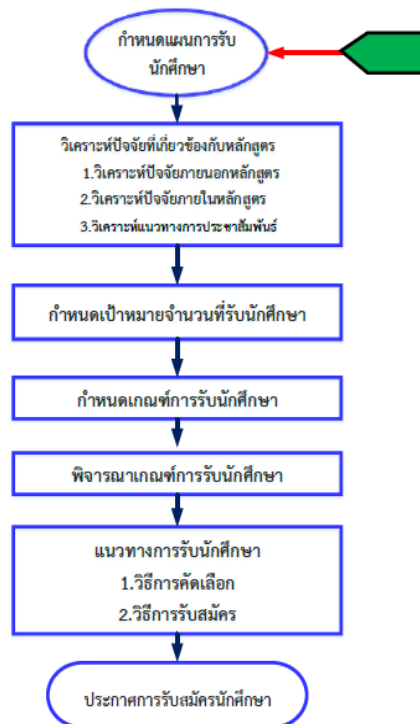 กำหนดแผนการรับ
นักศึกษา
วิเคราะห์ปัจจัยที่เกี่ยวข้องกับหลักสูตร
1.วิเคราะห์ปัจจัยภายนอกหลักสูตร
2.วิเคราะห์ปัจจัยภายในหลักสูตร
3.วิเคราะห์แนวทางการประชาสัมพันธ์
กำหนดเป้าหมายจำนวนที่รับนักศึกษา
กำหนดเกณฑ์การรับนักศึกษา
พิจารณาเกณฑ์การรับนักศึกษา
แนวทางการรับนักศึกษา
1.วิธีการคัดเลือก
2.วิธีการรับสมัคร
ประกาศการรับสมัครนักศึกษา